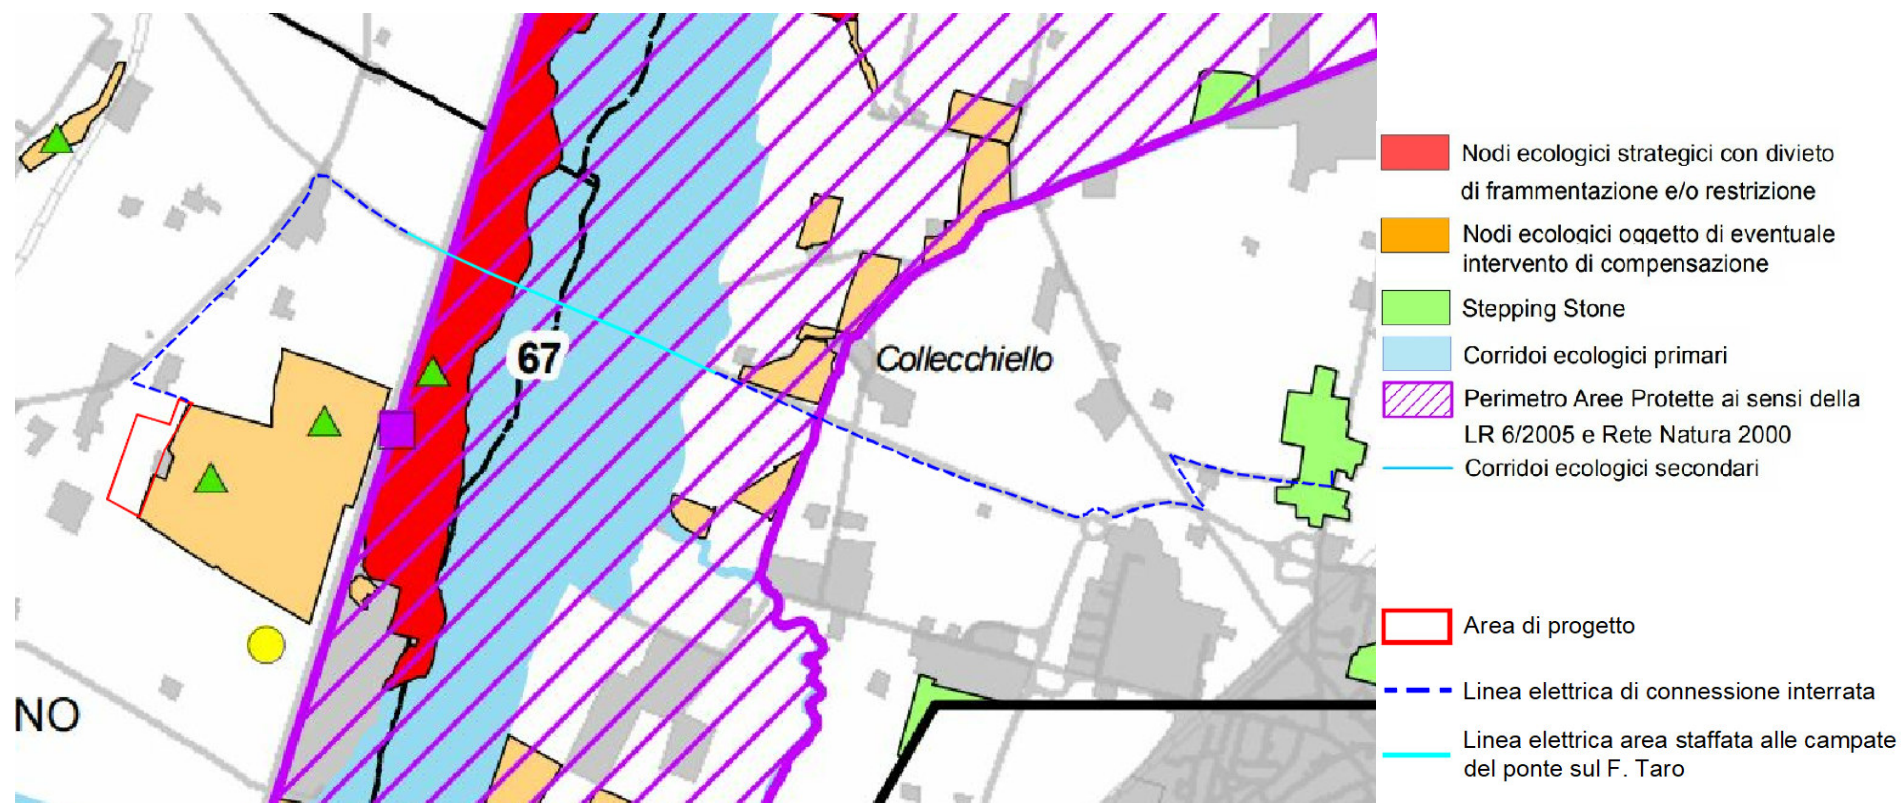 67
Collecchiello
NO
Nodi ecologici strategici con divieto
di frammentazione e/o restrizione
Nodi ecologici oggetto di eventuale
intervento di compensazione
Stepping Stone
Corridoi ecologici primari
Perimetro Aree Protette ai sensi della
LR 6/2005 e Rete Natura 2000
Corridoi ecologici secondari
Area di progetto
Linea elettrica di connessione interrata
Linea elettrica area staffata alle campate
del ponte sul F. Taro